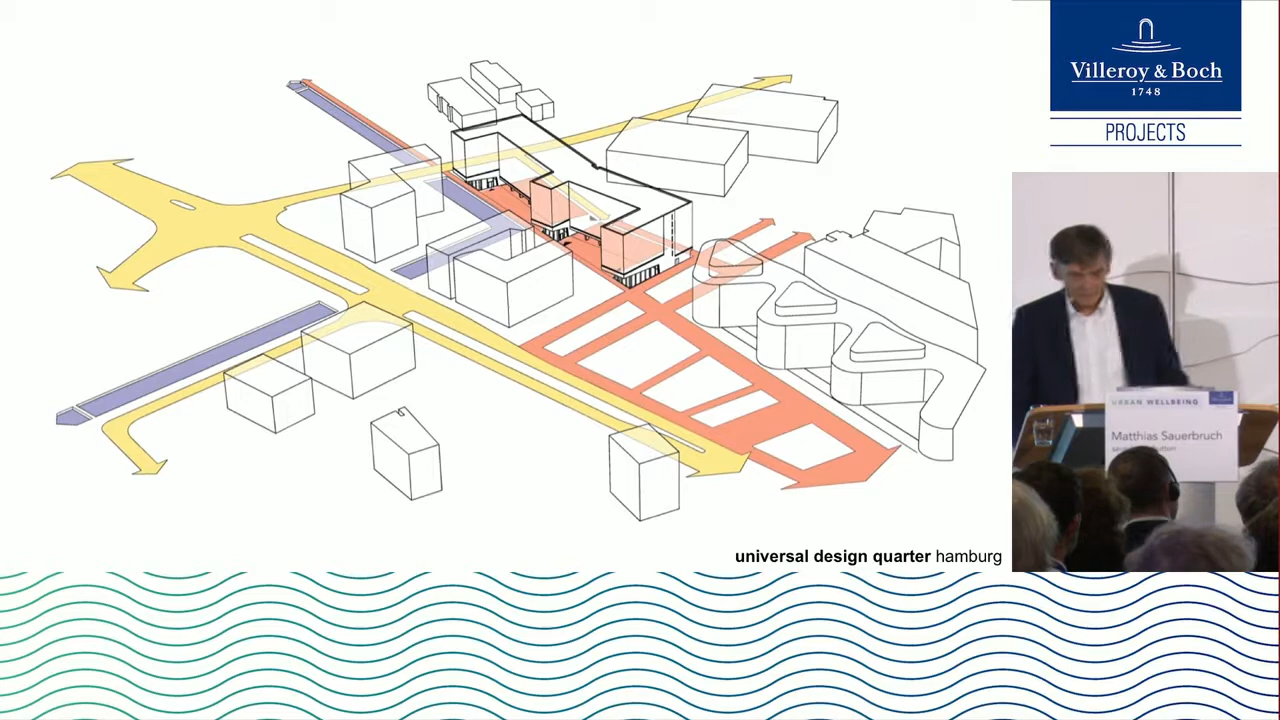 Villeroy & Boch
1748
PROJECTS
URBAN WELLBEING
Matthias Sauerbruch
universal design quarter hamburg